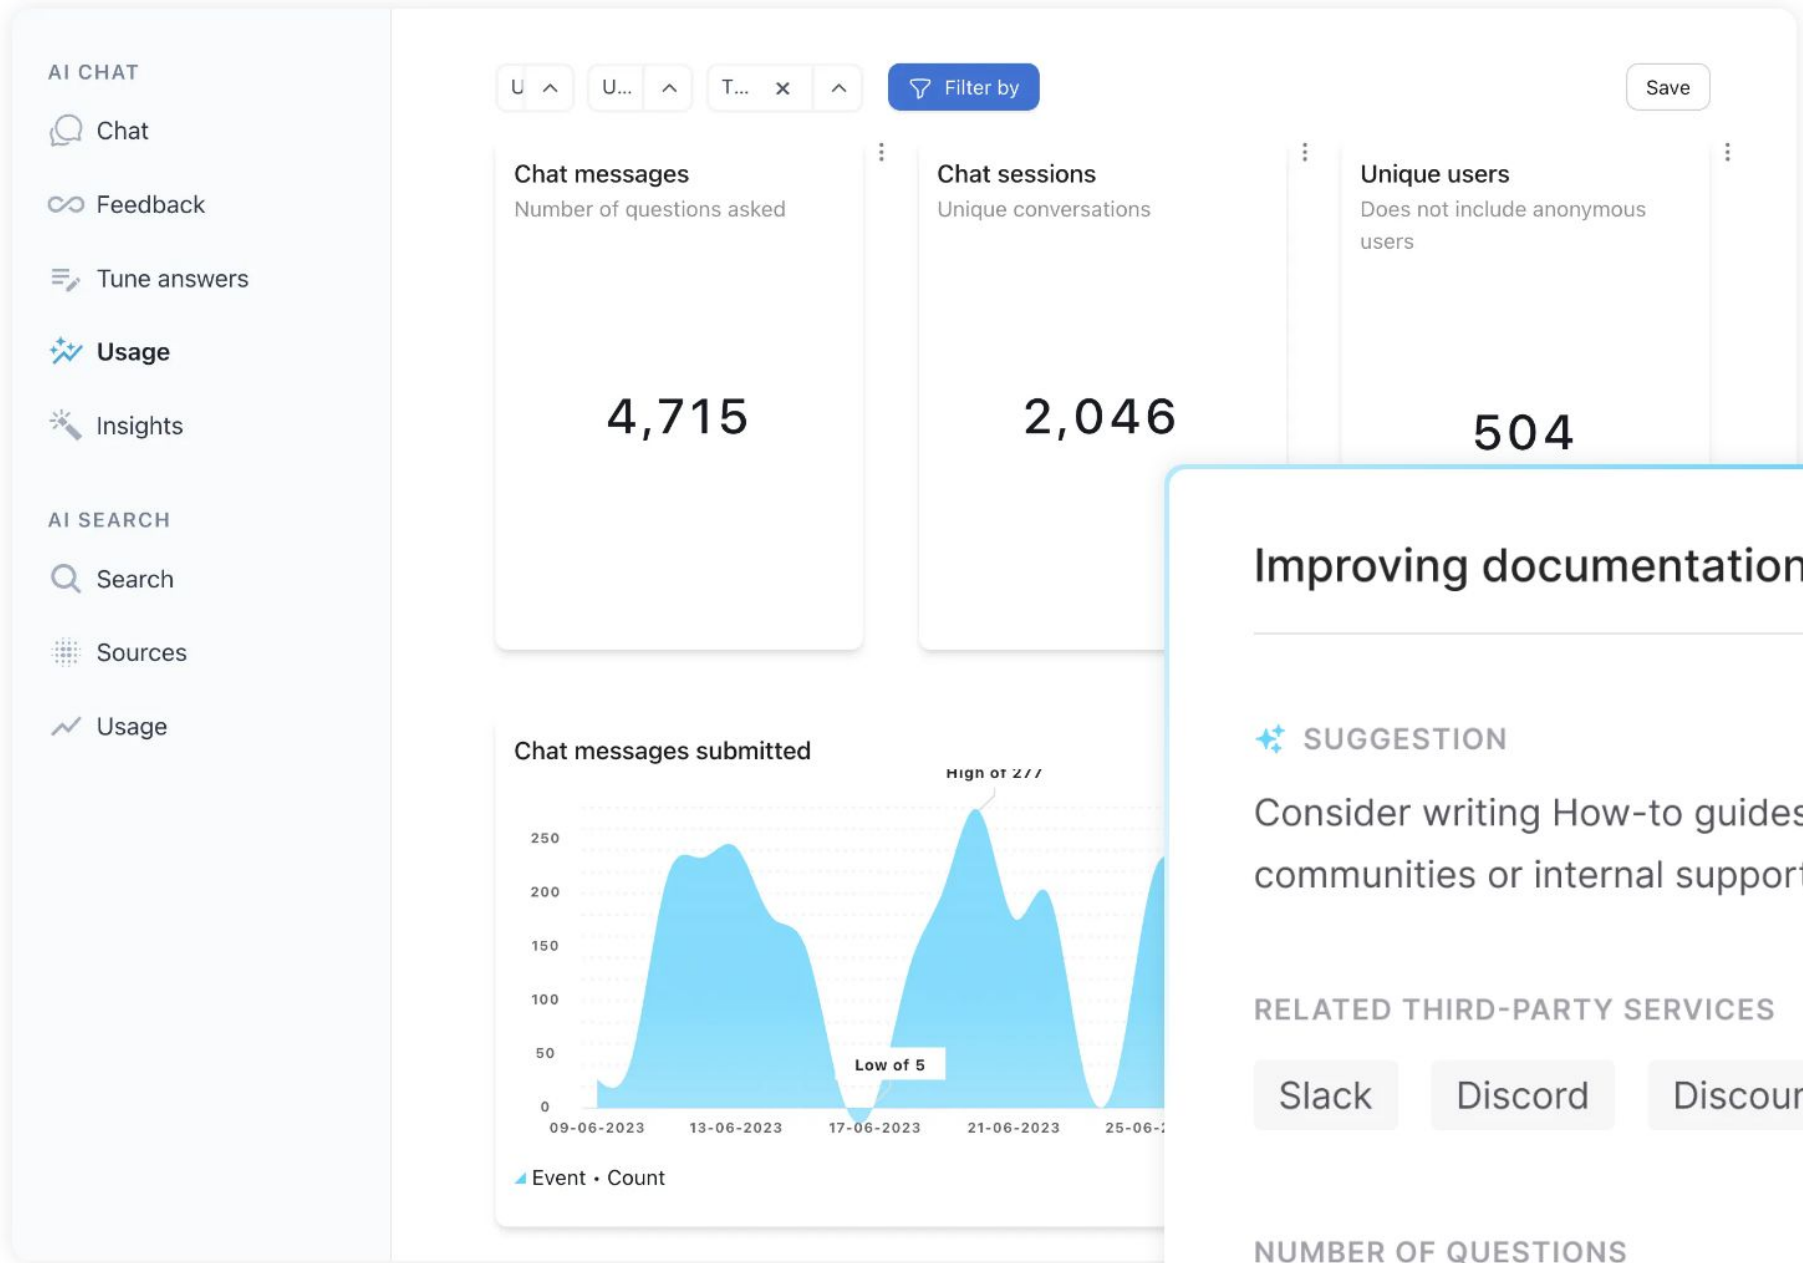 AI CHAT
Chat
Feedback
Tune answers
Usage
Insights
AI SEARCH
Search
Sources
Usage
U
U...
T...
Filter by
Save
Chat messages
Number of questions asked
4,715
Chat sessions
Unique conversations
2,046
Unique users
Does not include anonymous
users
504
Chat messages submitted
High of 277
250
200
150
100
50
0
Low of 5
09-06-2023 13-06-2023 17-06-2023 21-06-2023 25-06-
Event • Count
Improving documentation
SUGGESTION
Consider writing How-to guides
communities or internal support
RELATED THIRD-PARTY SERVICES
Slack Discord Discour
NUMBER OF QUESTIONS